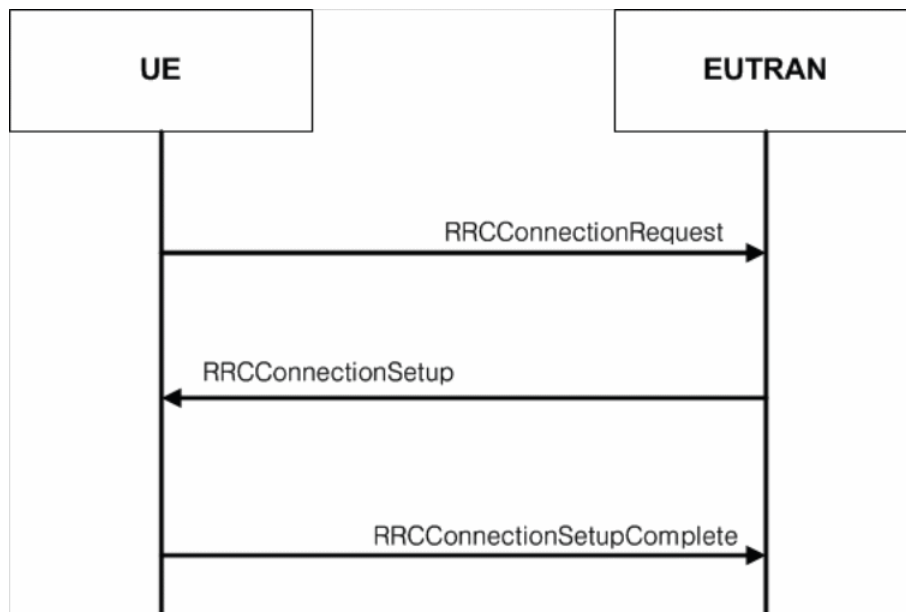 UE
EUTRAN
RRCConnectionRequest
RRCConnectionSetup
RRCConnectionSetupComplete